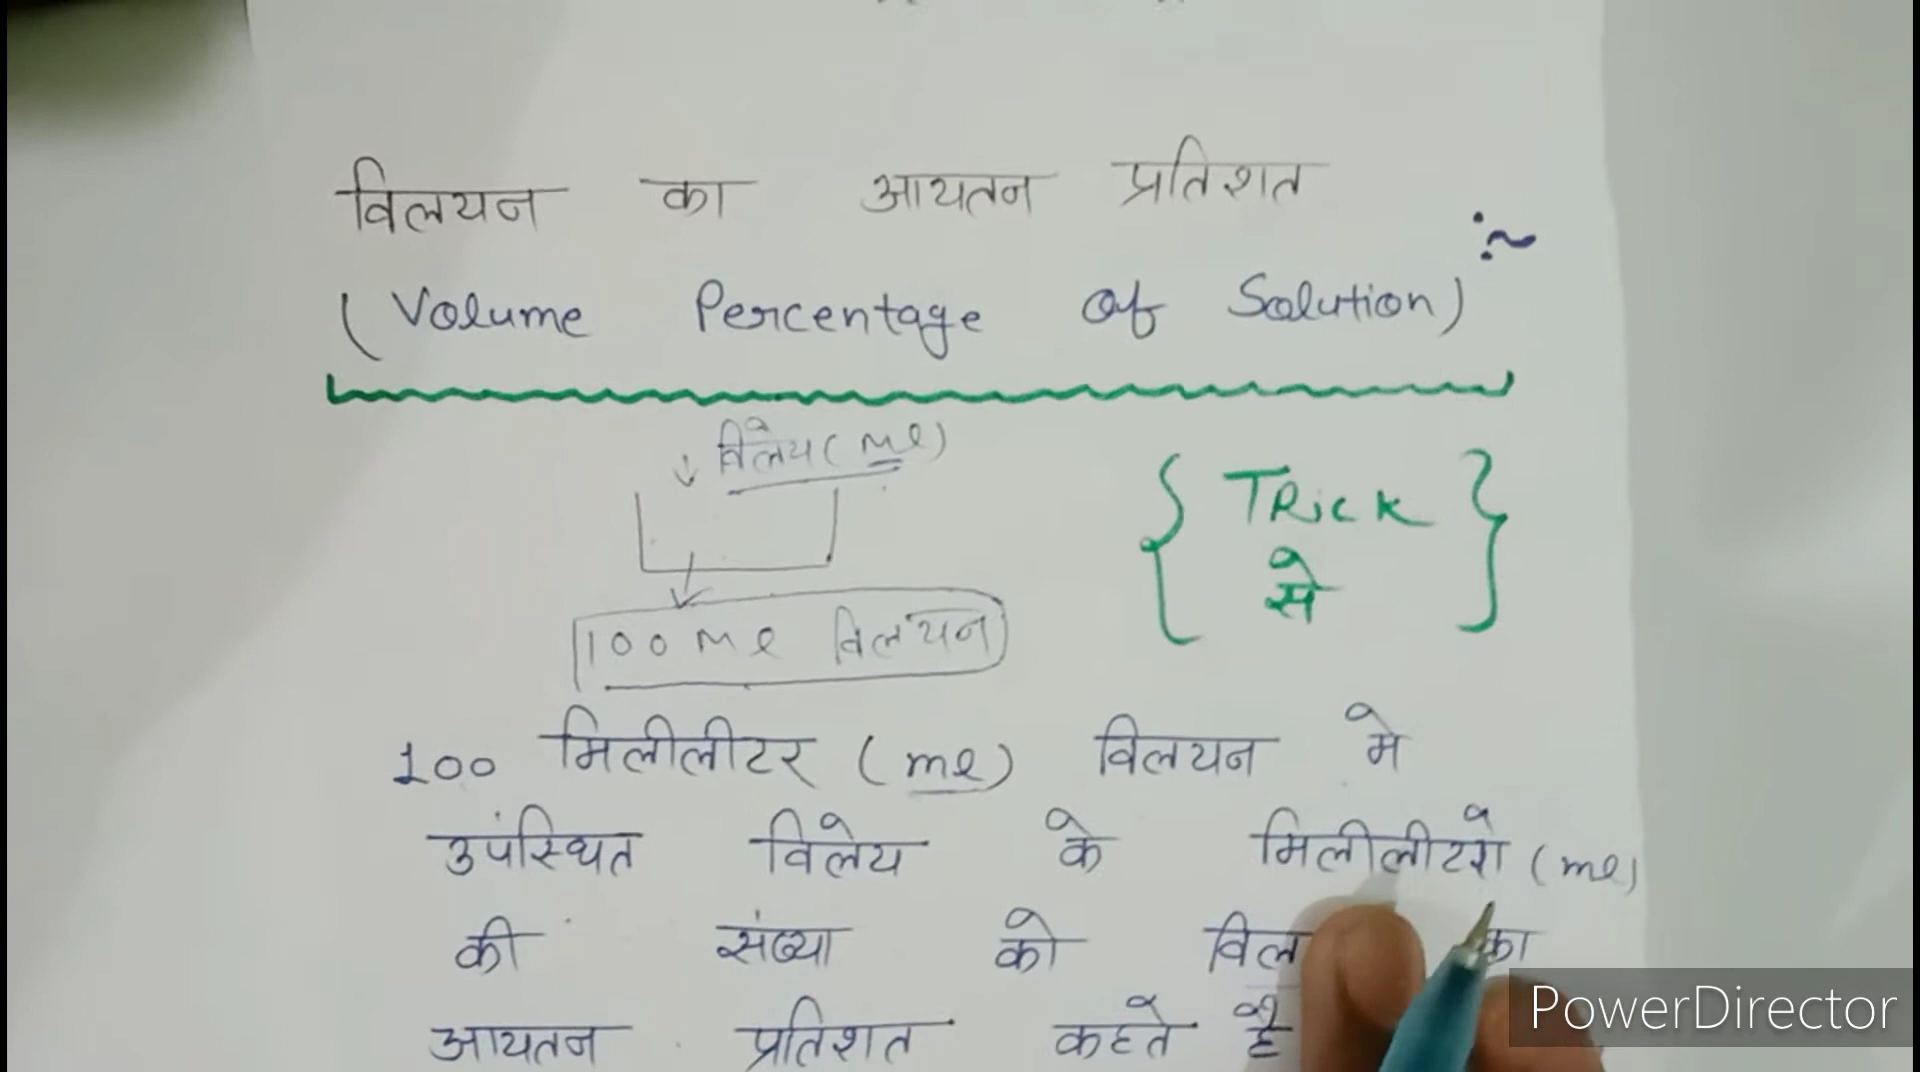 विलयन का आयतन प्रतिशत
(Volume Percentage of Solution) :~
विलेय (ml)
{ TRicK से }
100 ml विलयन
100 मिलीलीटर (ml) विलयन मे
उपंस्थित विलेय के मिलीलीटरो (ml)
की संख्या को का
आयतन प्रतिशत कहते है
PowerDirector